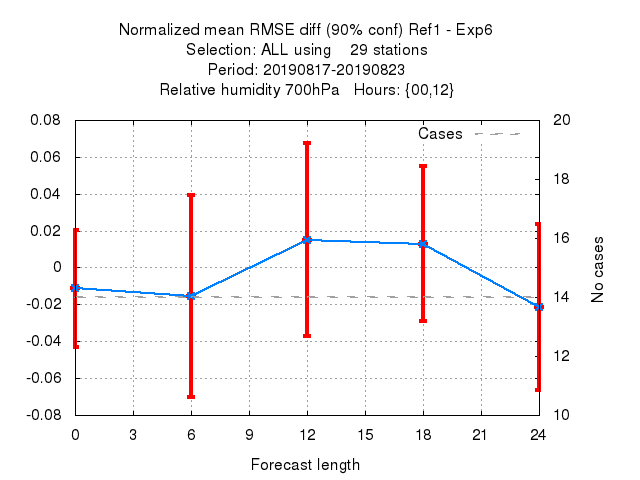 Normalized mean RMSE diff (90% conf) Ref1 - Exp6
Selection: ALL using    29 stations
Period: 20190817-20190823
Relative humidity 700hPa   Hours: {00,12}
Cases
0.08
0.06
0.04
0.02
0
-0.02
-0.04
-0.06
-0.08
20
18
16
14
12
10
No cases
0 3 6 9 12 15 18 21 24
Forecast length